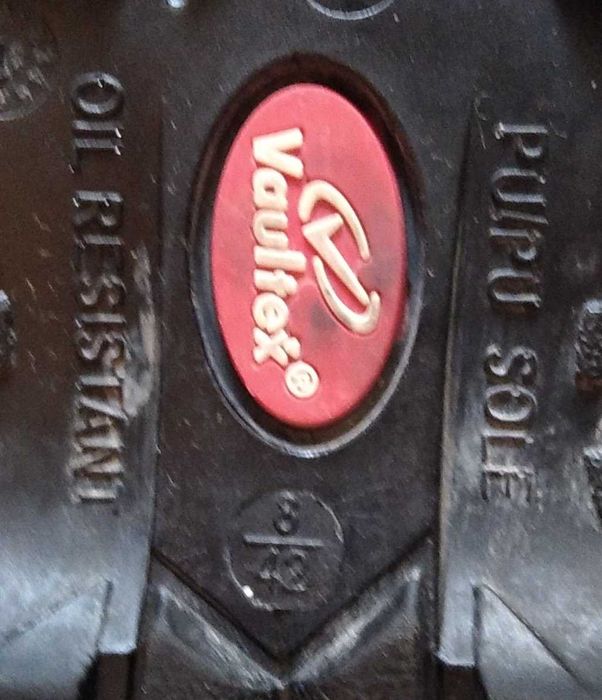 PU/PU SOLE
Vaultex®
OIL RESISTANT
8
42